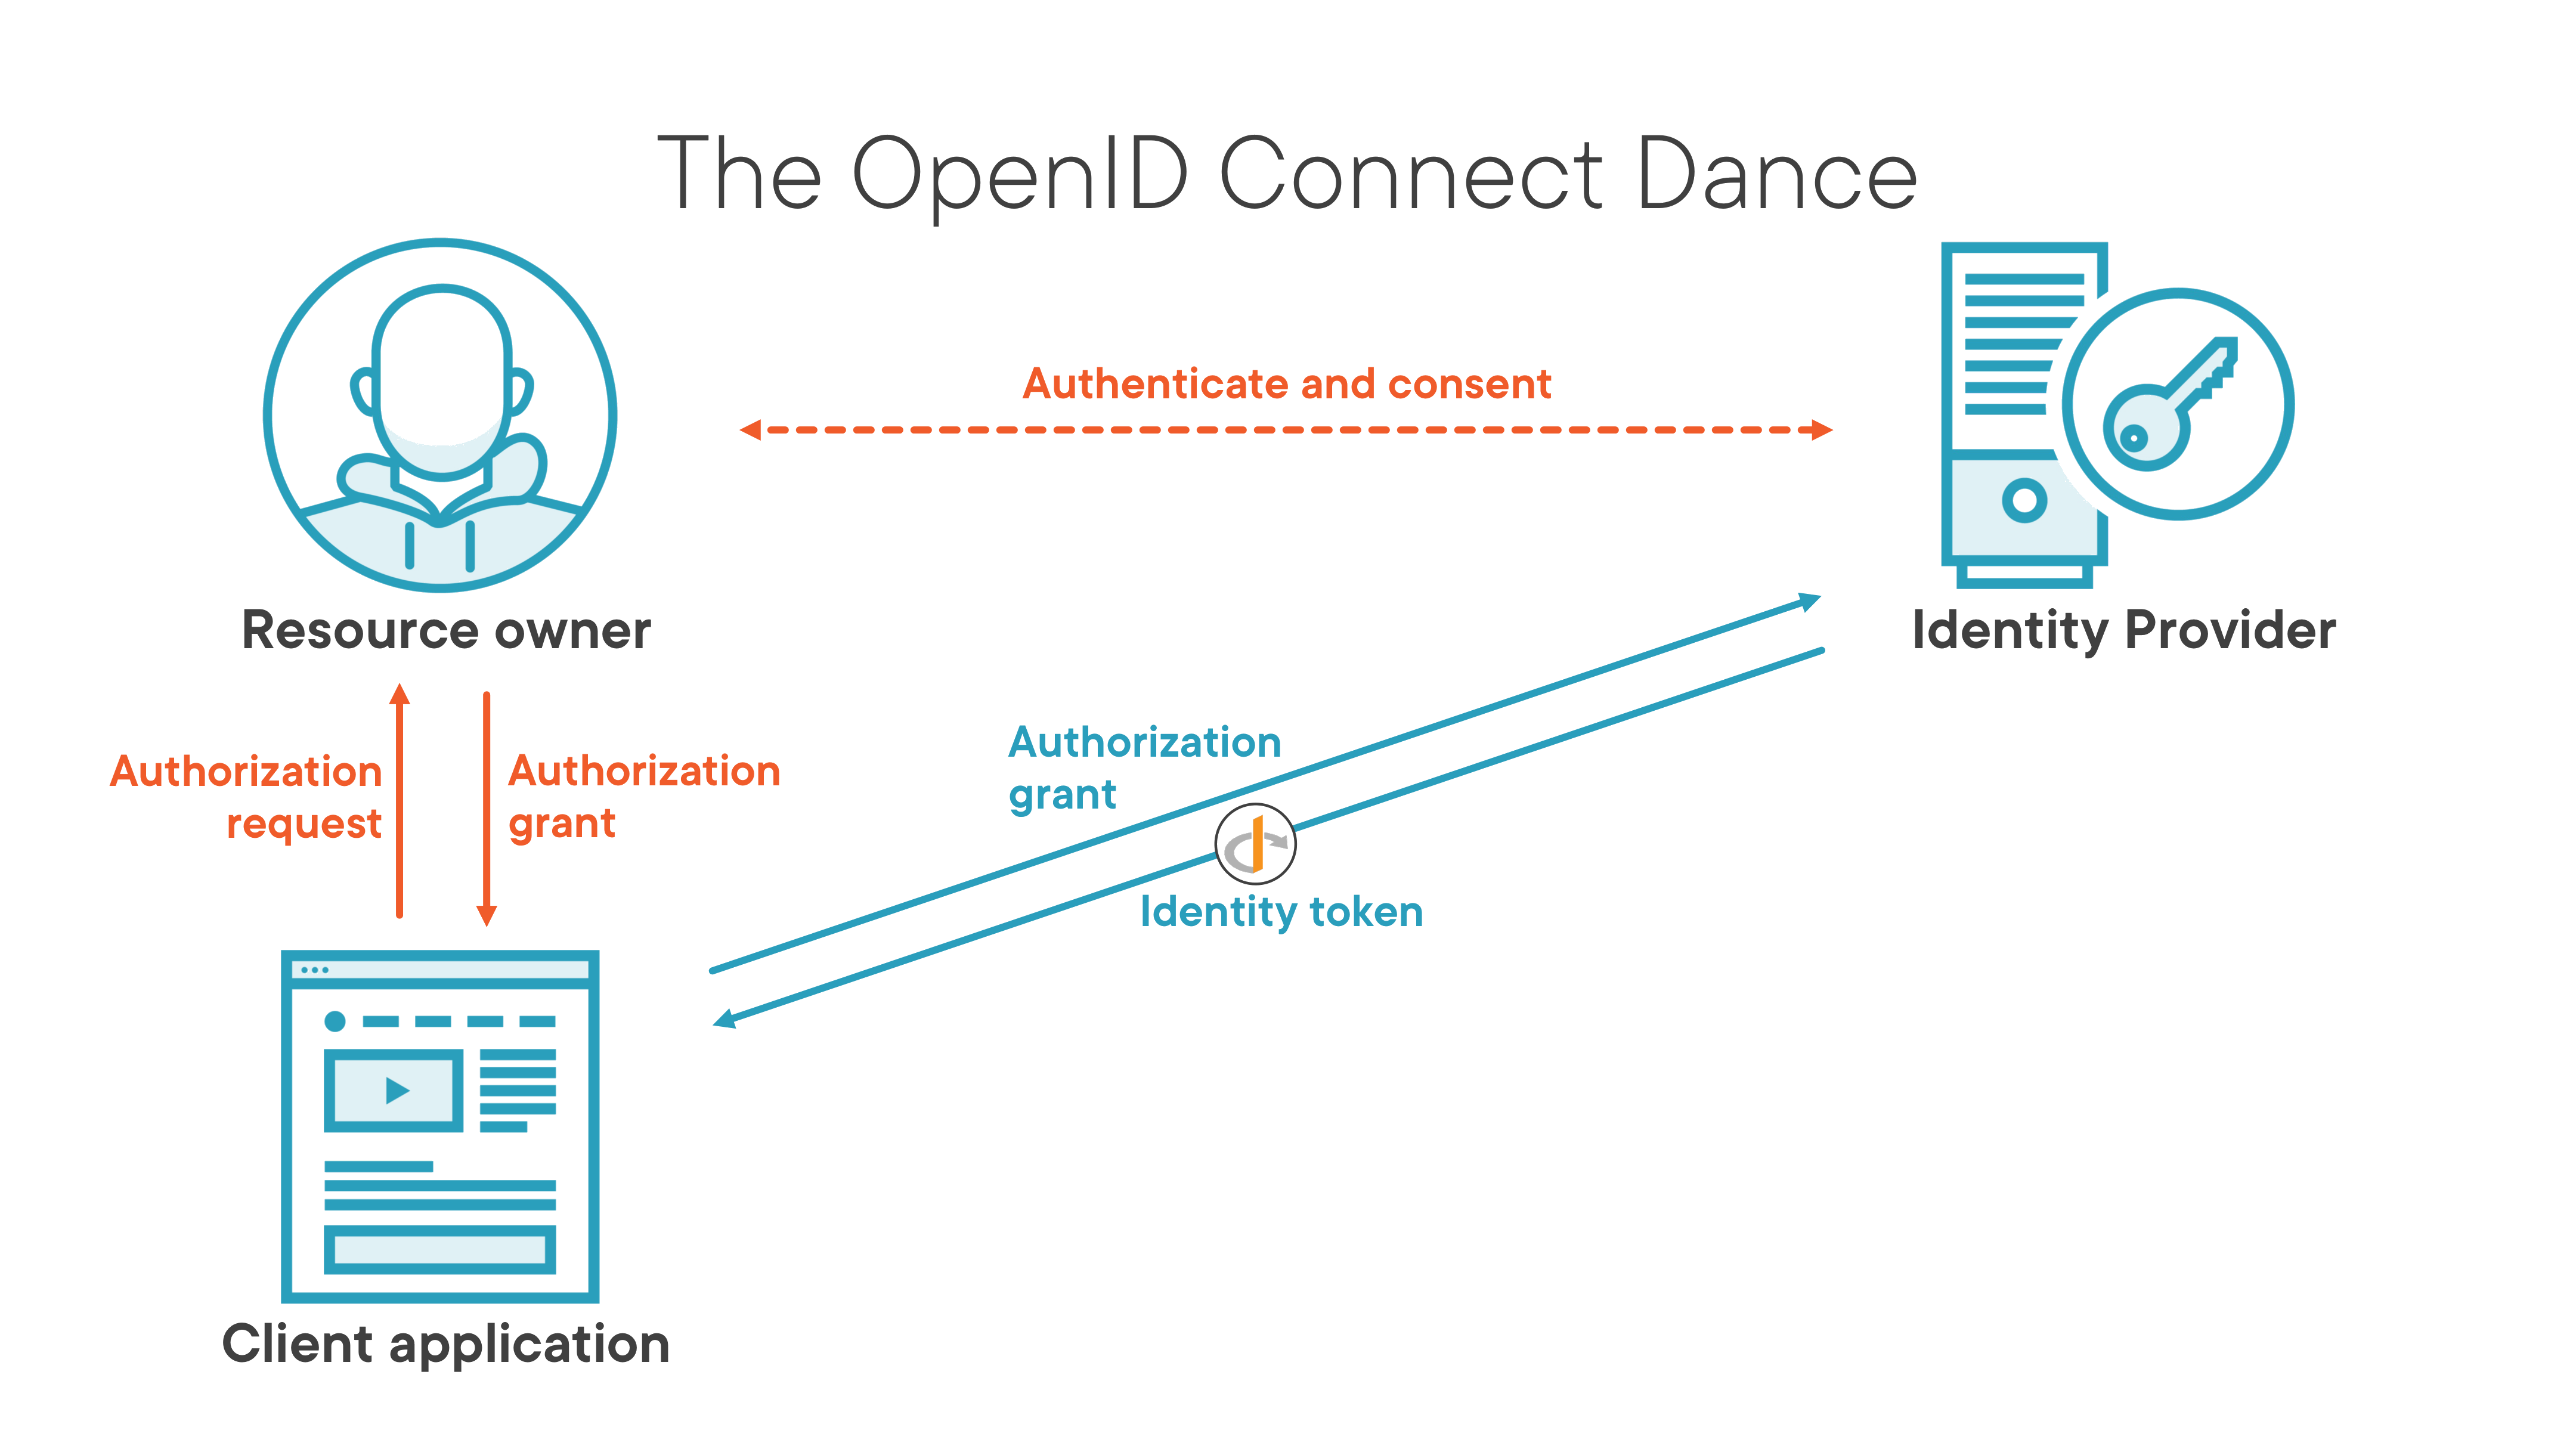 The OpenID Connect Dance
Authenticate and consent
Resource owner
Identity Provider
Authorization
request
Authorization
grant
Authorization
grant
Identity token
Client application